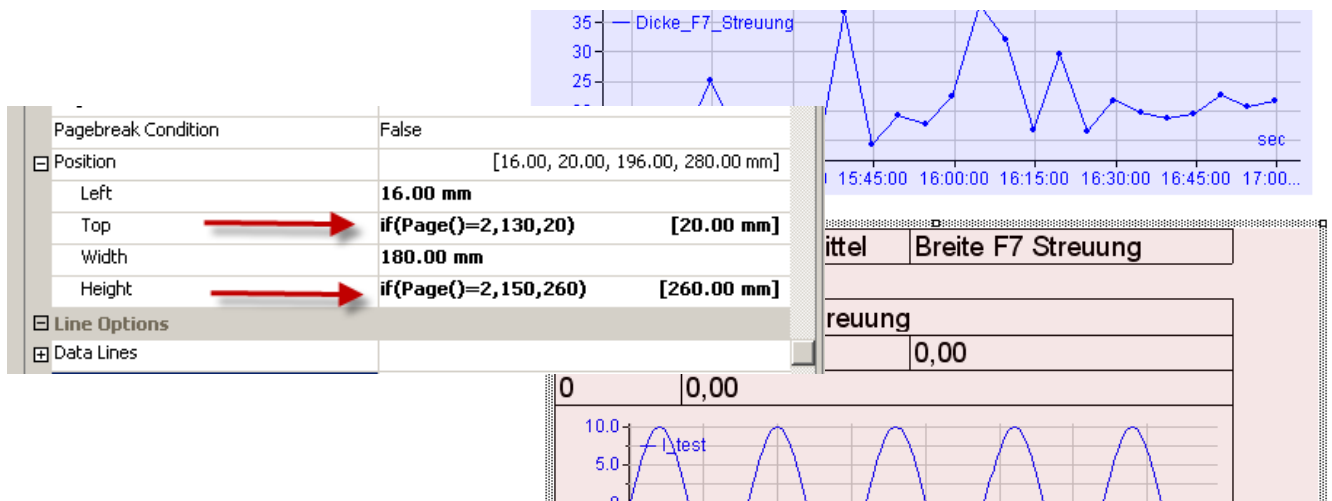 35
Dicke_F7_Streuung
30
25
Pagebreak Condition False
Position [16.00, 20.00, 196.00, 280.00 mm]
Left 16.00 mm
Top if(Page()=2,130,20) [20.00 mm]
Width 180.00 mm
Height if(Page()=2,150,260) [260.00 mm]
Line Options
Data Lines
sec
15:45:00 16:00:00 16:15:00 16:30:00 16:45:00 17:00...
ittel Breite F7 Streuung
reuung
0,00
0 0,00
10.0
I_test
5.0